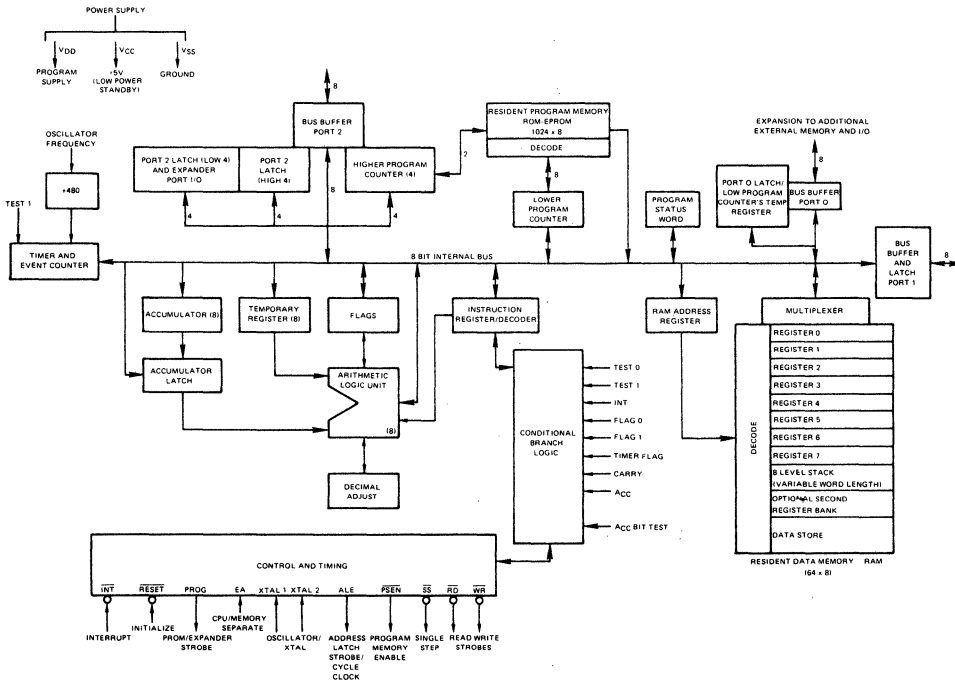 POWER SUPPLY
VDD
VCC
VSS
PROGRAM
SUPPLY
+5V
(LOW POWER
STANDBY)
GROUND
OSCILLATOR
FREQUENCY
÷480
TEST 1
TIMER AND
EVENT COUNTER
8
BUS BUFFER
PORT 2
PORT 2 LATCH (LOW 4)
AND EXPANDER
PORT I/O
PORT 2
LATCH
(HIGH 4)
HIGHER PROGRAM
COUNTER (4)
4
4
8
4
2
RESIDENT PROGRAM MEMORY
ROM/EPROM
1024 x 8
DECODE
8
LOWER
PROGRAM
COUNTER
PROGRAM
STATUS
WORD
EXPANSION TO ADDITIONAL
EXTERNAL MEMORY AND I/O
8
PORT O LATCH/
LOW PROGRAM
COUNTER'S TEMP
REGISTER
BUS BUFFER
PORT O
BUS
BUFFER
AND
LATCH
PORT 1
8
8 BIT INTERNAL BUS
ACCUMULATOR (8)
TEMPORARY
REGISTER (8)
FLAGS
INSTRUCTION
REGISTER/DECODER
RAM ADDRESS
REGISTER
MULTIPLEXER
ACCUMULATOR
LATCH
ARITHMETIC
LOGIC UNIT
(8)
DECIMAL
ADJUST
CONDITIONAL
BRANCH
LOGIC
TEST 0
TEST 1
INT
FLAG 0
FLAG 1
TIMER FLAG
CARRY
ACC
ACC BIT TEST
DECODE
REGISTER 0
REGISTER 1
REGISTER 2
REGISTER 3
REGISTER 4
REGISTER 5
REGISTER 6
REGISTER 7
8 LEVEL STACK
(VARIABLE WORD LENGTH)
OPTIONAL SECOND
REGISTER BANK
DATA STORE
RESIDENT DATA MEMORY RAM
(64 x 8)
CONTROL AND TIMING
INT RESET PROG EA XTAL 1 XTAL 2 ALE PSEN SS RD WR
INTERRUPT
INITIALIZE
PROM/EXPANDER
STROBE
CPU/MEMORY
SEPARATE
OSCILLATOR/
XTAL
ADDRESS
LATCH
STROBE/
CYCLE
CLOCK
PROGRAM
MEMORY
ENABLE
SINGLE
STEP
READ WRITE
STROBES